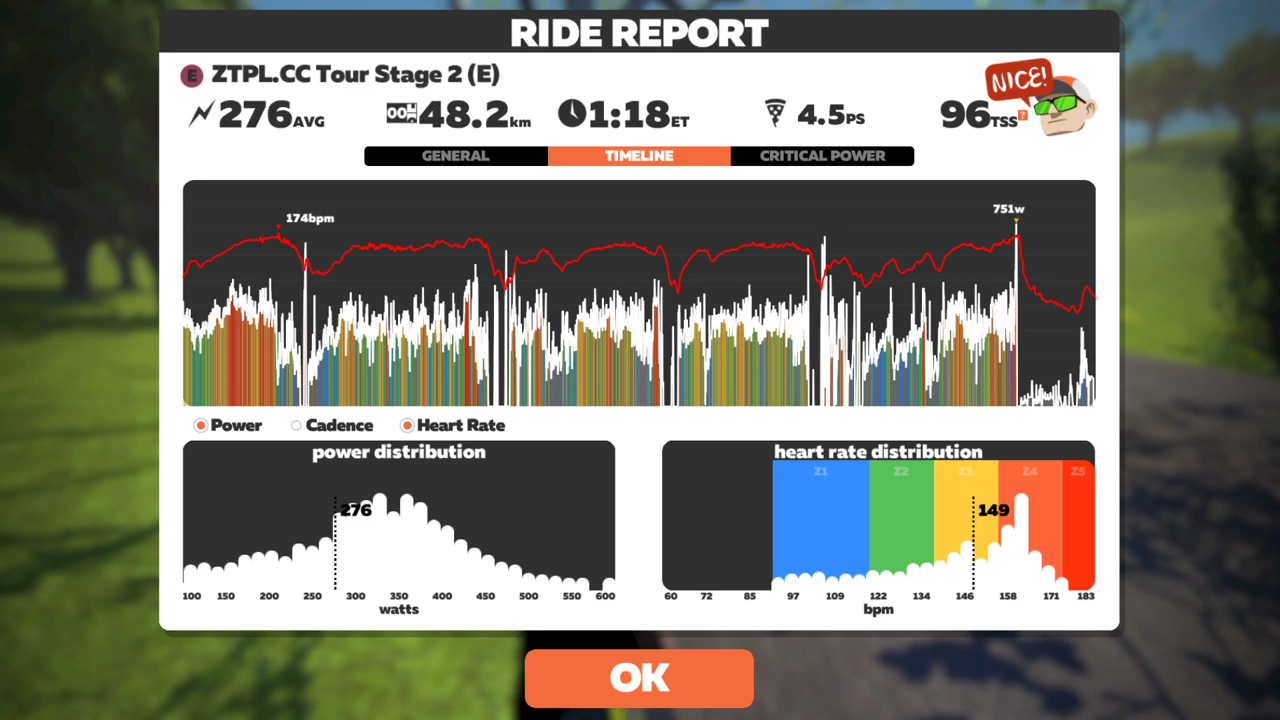 RIDE REPORT
E ZTPL.CC Tour Stage 2 (E)
NICE!
276AVG 48.2km 1:18ET 4.5PS 96TSS ?
GENERAL TIMELINE CRITICAL POWER
174bpm
751w
Power Cadence Heart Rate
power distribution
276
100 150 200 250 300 350 400 450 500 550 600
watts
heart rate distribution
Z1 Z2 Z3 Z4 Z5
149
60 72 85 97 109 122 134 146 158 171 183
bpm
OK